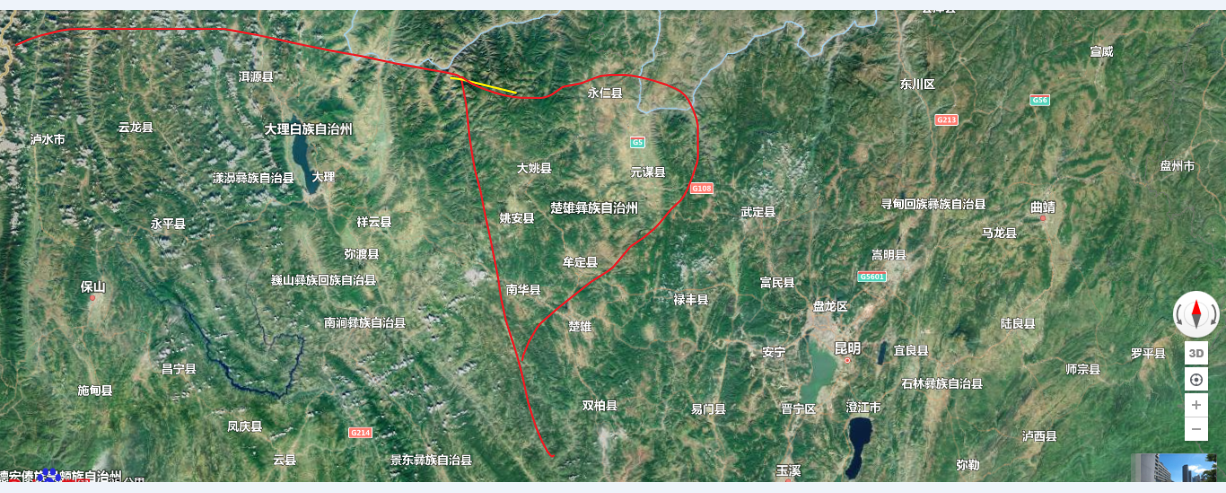 宣威
洱源县
东川区
永仁县
G56
G213
云龙县
大理白族自治州
泸水市
G5
大姚县
元谋县
盘州市
漾濞彝族自治县
大理
G108
寻甸回族彝族自治县
曲靖
楚雄彝族自治州
武定县
姚安县
永平县
祥云县
马龙县
弥渡县
嵩明县
牟定县
G5601
巍山彝族回族自治县
富民县
保山
南华县
禄丰县
盘龙区
南涧彝族自治县
楚雄
陆良县
安宁
昆明
宜良县
罗平县
3D
昌宁县
师宗县
石林彝族自治县
施甸县
双柏县
易门县
晋宁区
澄江市
凤庆县
G214
泸西县
云县
景东彝族自治县
弥勒
玉溪
族自治州